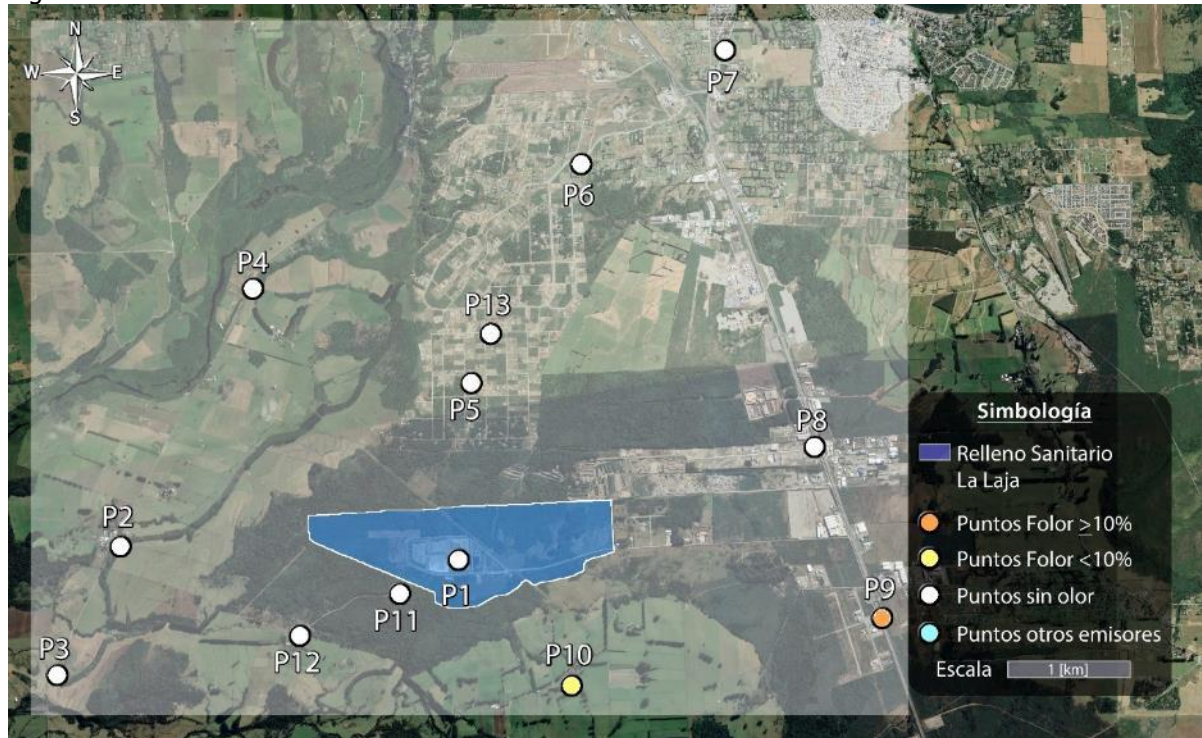 N
W E
S
P7
P6
P4
P13
P5
P8
P2
P1
P11
P9
P12
P3
P10
Simbología
Relleno Sanitario
La Laja
Puntos Folor ≥10%
Puntos Folor <10%
Puntos sin olor
Puntos otros emisores
Escala 1 [km]